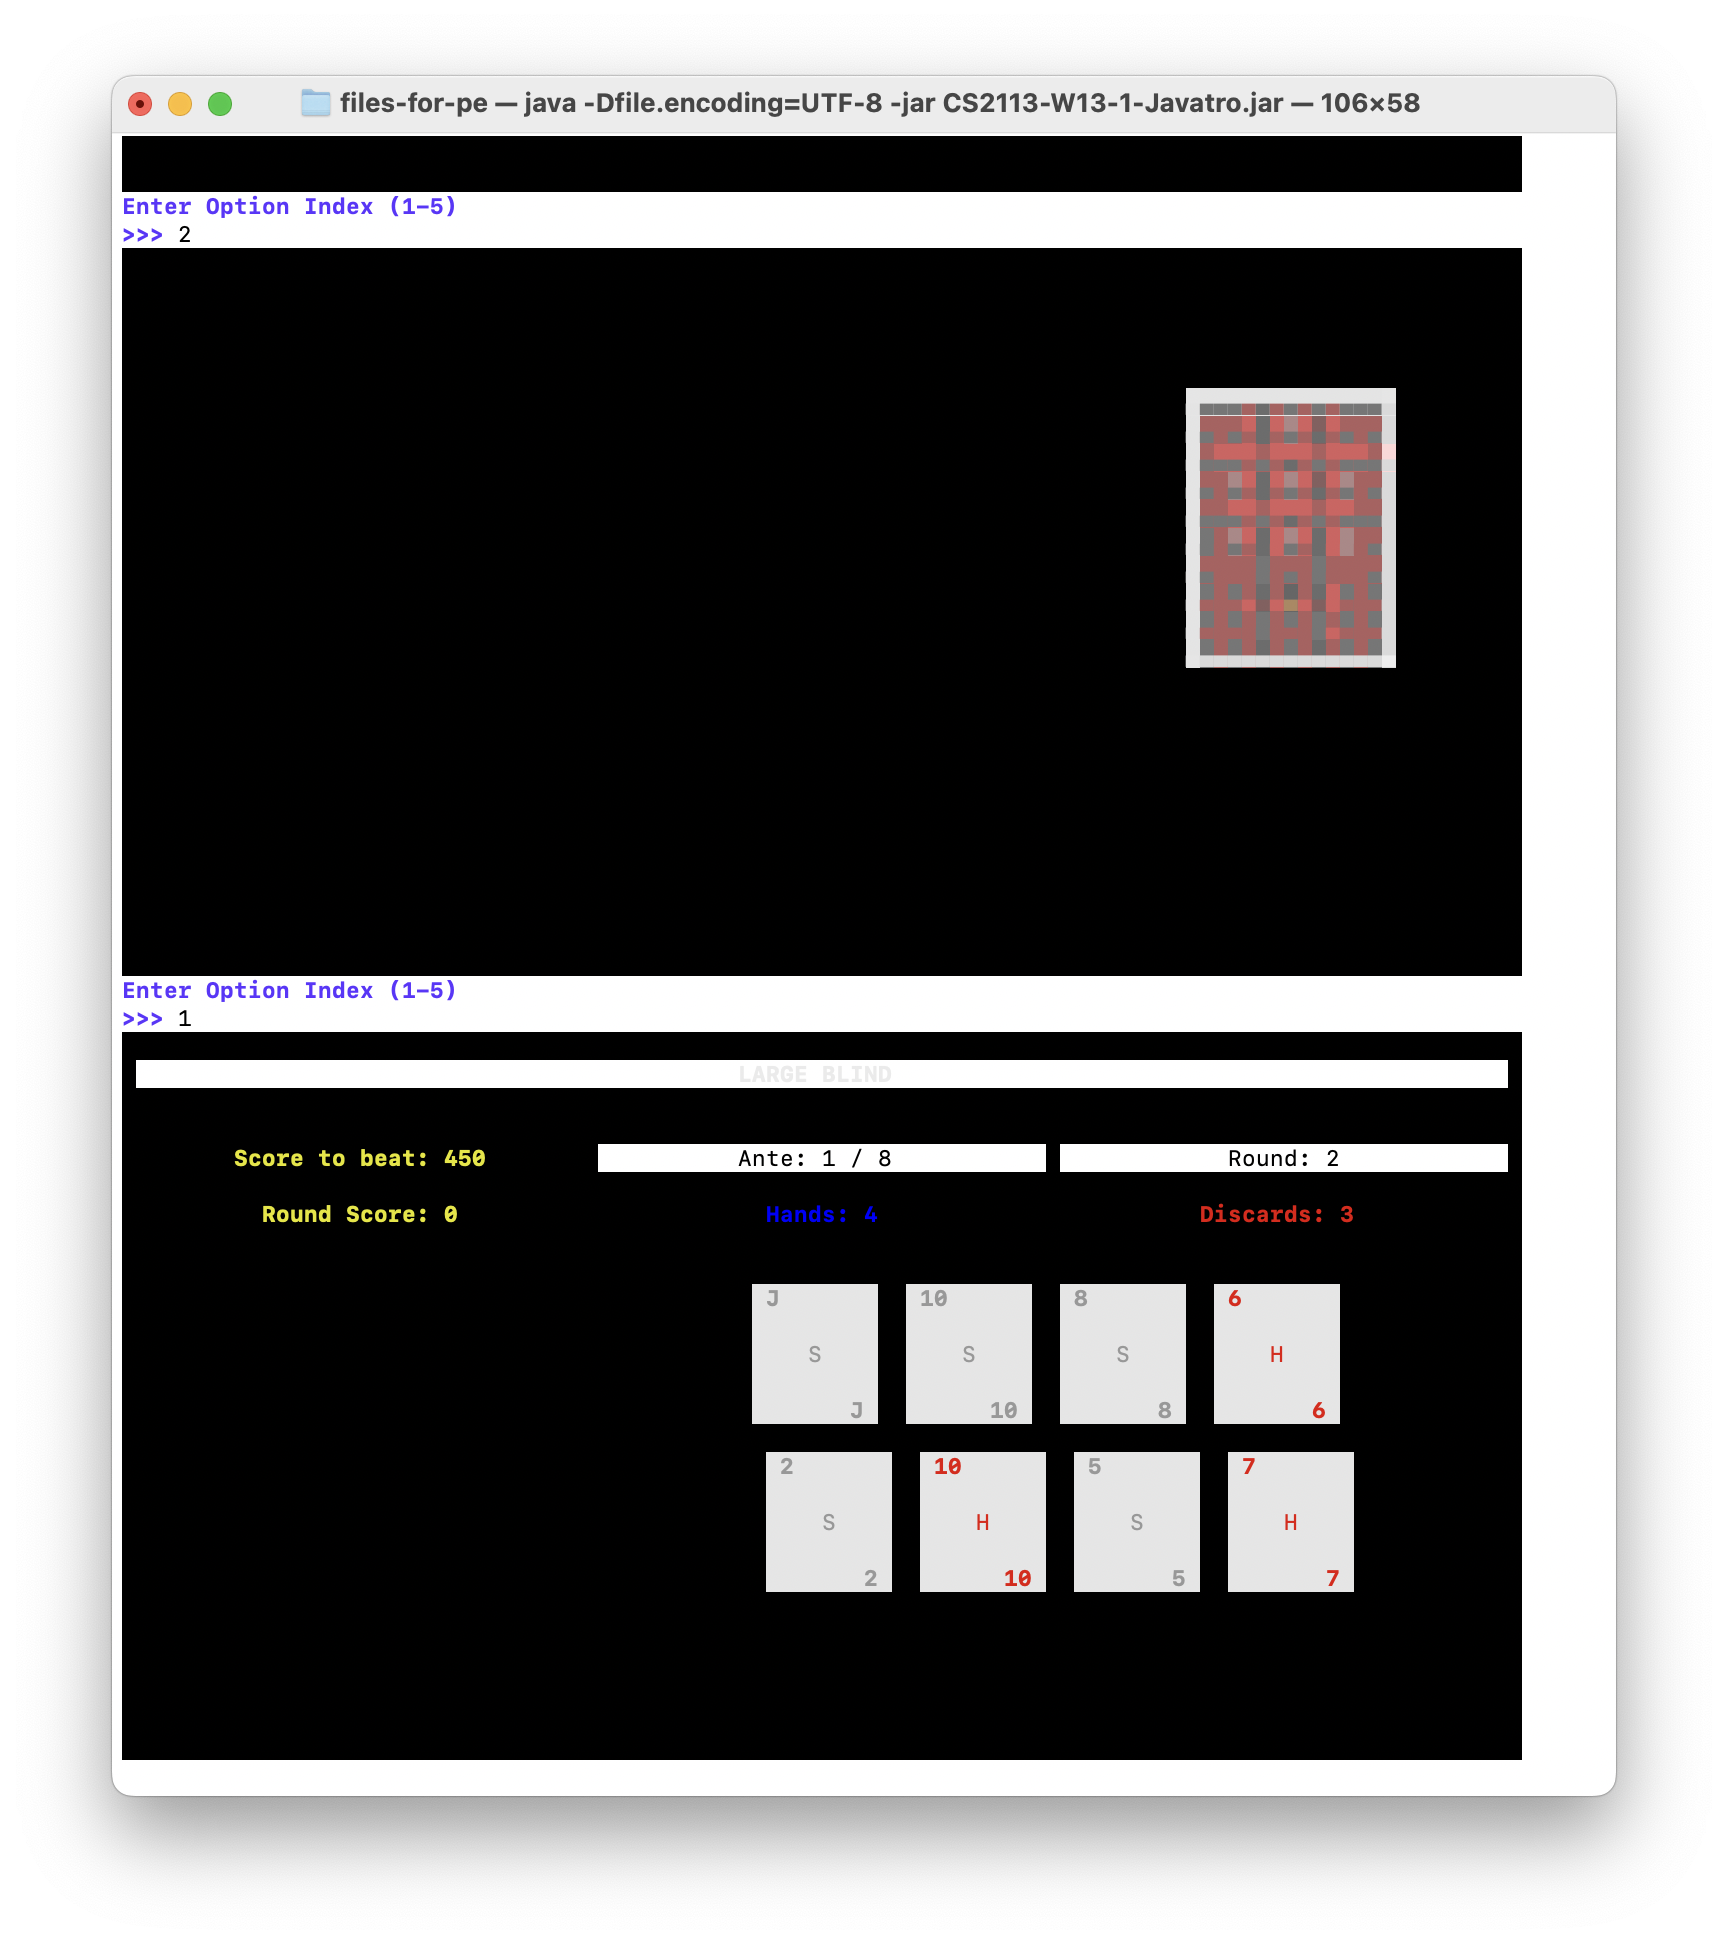 files-for-pe — java -Dfile.encoding=UTF-8 -jar CS2113-W13-1-Javatro.jar — 106×58
Enter Option Index (1-5)
>>> 2
Enter Option Index (1-5)
>>> 1
LARGE BLIND
Score to beat: 450 Ante: 1 / 8 Round: 2
Round Score: 0 Hands: 4 Discards: 3
J 10 8 6
S S S H
J 10 8 6
2 10 5 7
S H S H
2 10 5 7